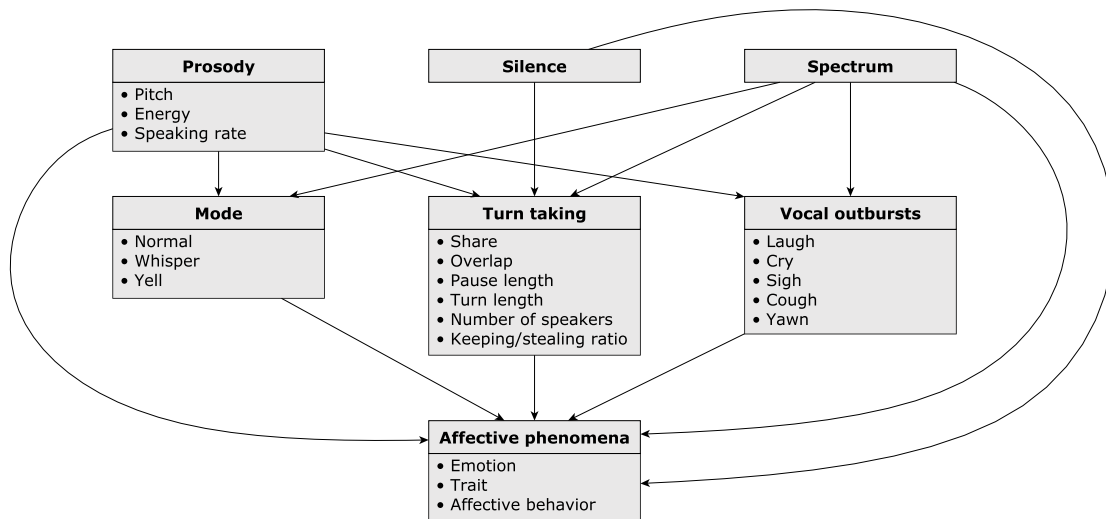 Prosody
• Pitch
• Energy
• Speaking rate
Silence
Spectrum
Mode
• Normal
• Whisper
• Yell
Turn taking
• Share
• Overlap
• Pause length
• Turn length
• Number of speakers
• Keeping/stealing ratio
Vocal outbursts
• Laugh
• Cry
• Sigh
• Cough
• Yawn
Affective phenomena
• Emotion
• Trait
• Affective behavior